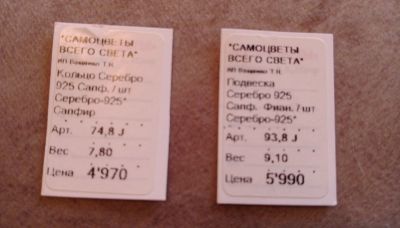 "САМОЦВЕТЫ
ВСЕГО СВЕТА"
Кольцо Серебро
925 Сапф. / шт
Серебро-925*
Сапфир
Арт. 74,8 J
Вес 7,80
Цена 4'970
"САМОЦВЕТЫ
ВСЕГО СВЕТА"
Подвеска
Серебро 925
Сапф. Фиан. / шт
Серебро-925*
Арт. 93,8 J
Вес 9,10
Цена 5'990